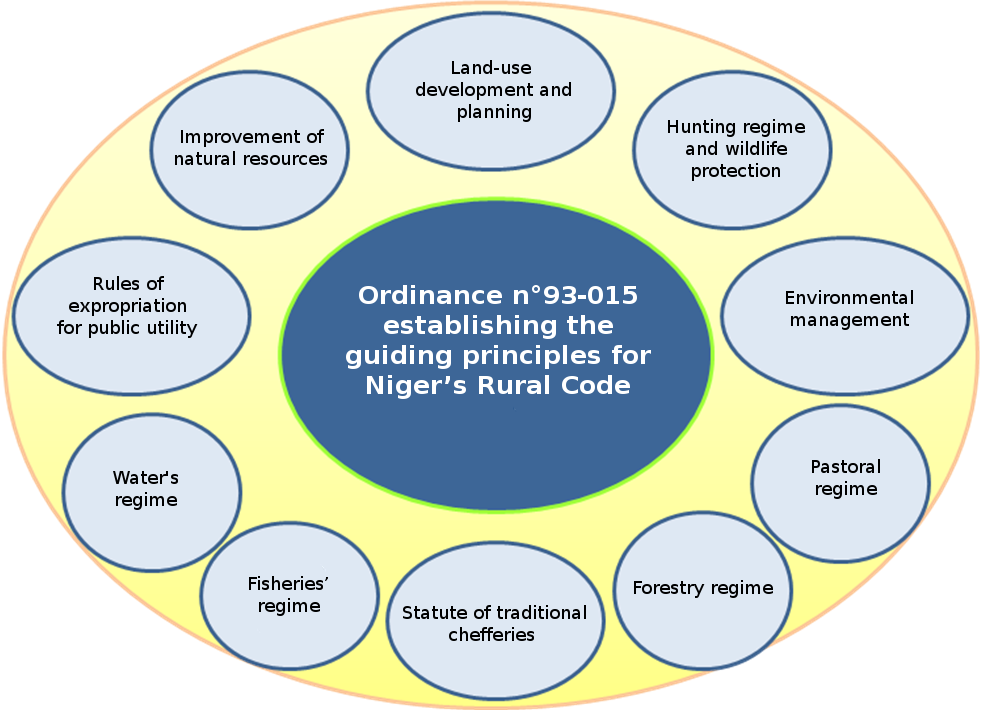 Land-use
development and
planning
Improvement of
natural resources
Hunting regime
and wildlife
protection
Rules of
expropriation
for public utility
Ordinance n°93-015
establishing the
guiding principles for
Niger’s Rural Code
Environmental
management
Water's
regime
Pastoral
regime
Fisheries’
regime
Statute of traditional
chefferies
Forestry regime